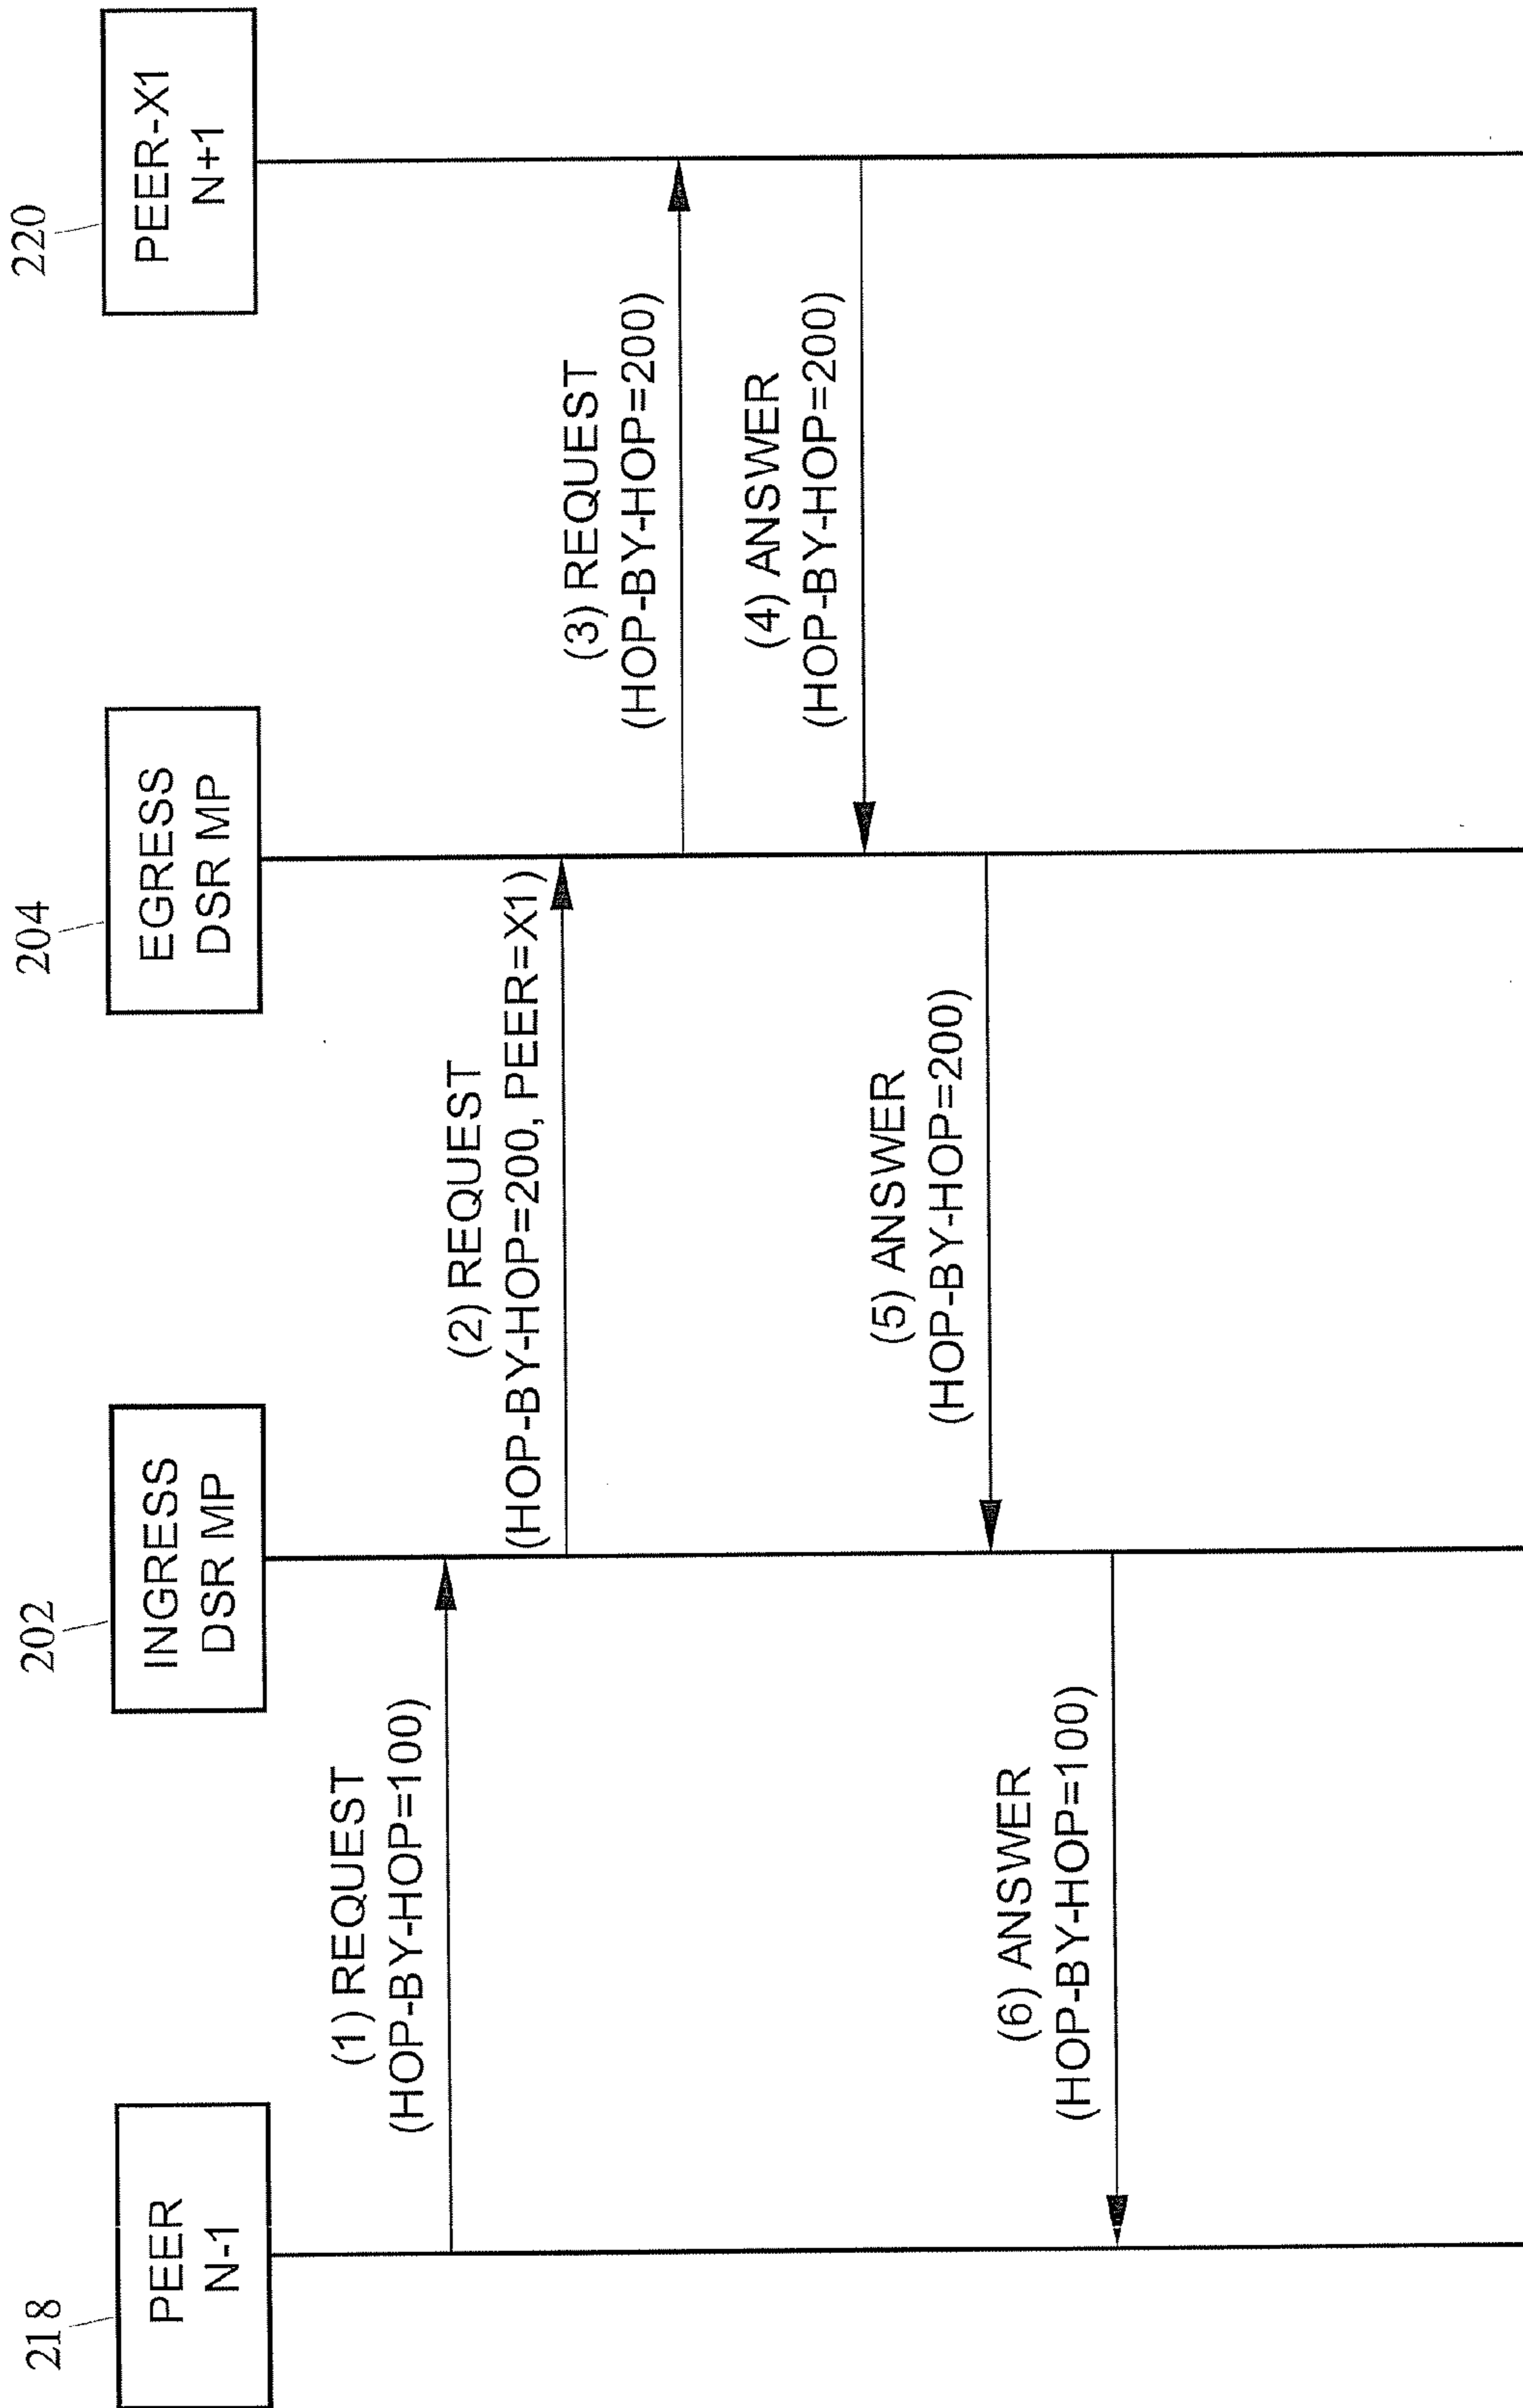 218
PEER
N-1
202
INGRESS
DSR MP
204
EGRESS
DSR MP
220
PEER-X1
N+1
(1) REQUEST
(HOP-BY-HOP=100)
(2) REQUEST
(HOP-BY-HOP=200, PEER=X1)
(3) REQUEST
(HOP-BY-HOP=200)
(4) ANSWER
(HOP-BY-HOP=200)
(5) ANSWER
(HOP-BY-HOP=200)
(6) ANSWER
(HOP-BY-HOP=100)